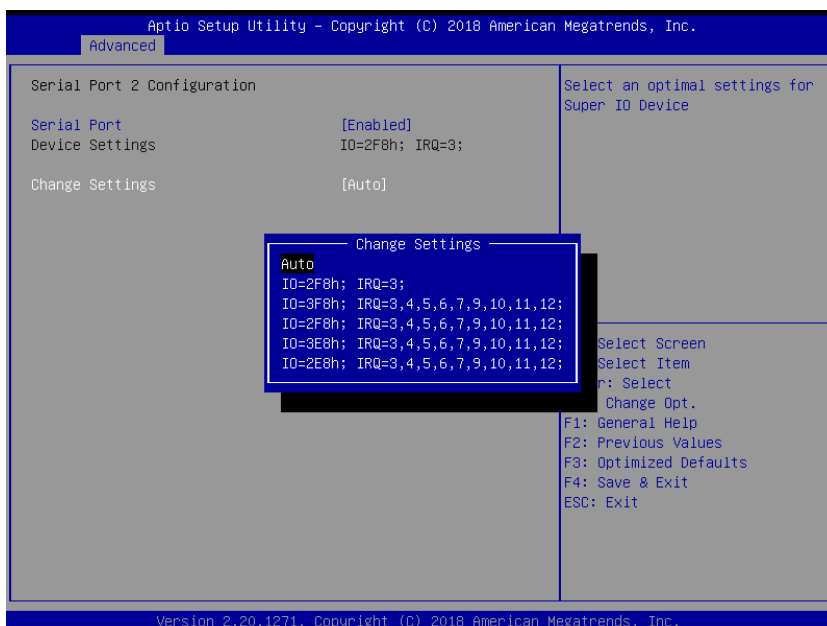 Aptio Setup Utility – Copyright (C) 2018 American Megatrends, Inc.
Advanced
Serial Port 2 Configuration
Serial Port [Enabled]
Device Settings IO=2F8h; IRQ=3;
Change Settings [Auto]
Select an optimal settings for
Super IO Device
Change Settings
Auto
IO=2F8h; IRQ=3;
IO=3F8h; IRQ=3,4,5,6,7,9,10,11,12;
IO=2F8h; IRQ=3,4,5,6,7,9,10,11,12;
IO=3E8h; IRQ=3,4,5,6,7,9,10,11,12;
IO=2E8h; IRQ=3,4,5,6,7,9,10,11,12;
Select Screen
Select Item
r: Select
Change Opt.
F1: General Help
F2: Previous Values
F3: Optimized Defaults
F4: Save & Exit
ESC: Exit
Version 2.20.1271. Copyright (C) 2018 American Megatrends, Inc.